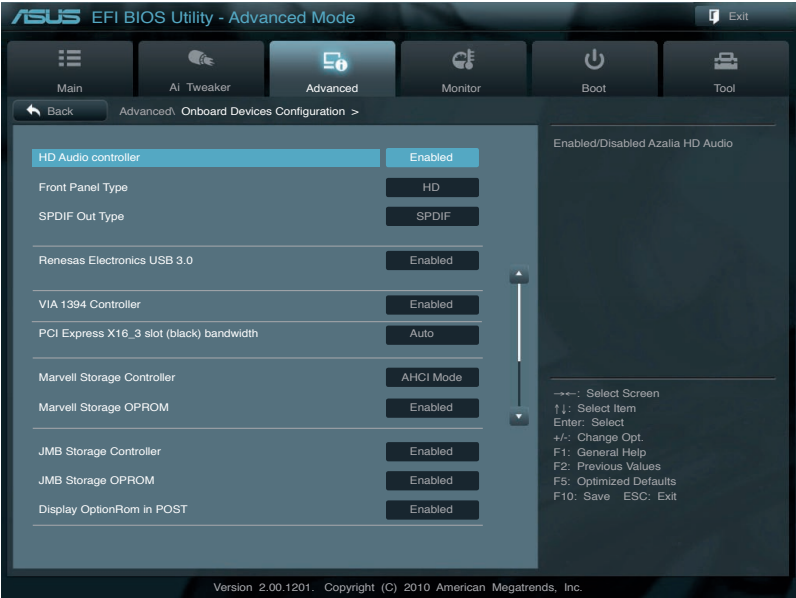 ASUS EFI BIOS Utility - Advanced Mode
Exit
Main
Ai Tweaker
Advanced
Monitor
Boot
Tool
Back
Advanced\ Onboard Devices Configuration >
HD Audio controller Enabled
Front Panel Type HD
SPDIF Out Type SPDIF
Renesas Electronics USB 3.0 Enabled
VIA 1394 Controller Enabled
PCI Express X16_3 slot (black) bandwidth Auto
Marvell Storage Controller AHCI Mode
Marvell Storage OPROM Enabled
JMB Storage Controller Enabled
JMB Storage OPROM Enabled
Display OptionRom in POST Enabled
Enabled/Disabled Azalia HD Audio
→←: Select Screen
↑↓: Select Item
Enter: Select
+/-: Change Opt.
F1: General Help
F2: Previous Values
F5: Optimized Defaults
F10: Save ESC: Exit
Version 2.00.1201. Copyright (C) 2010 American Megatrends, Inc.